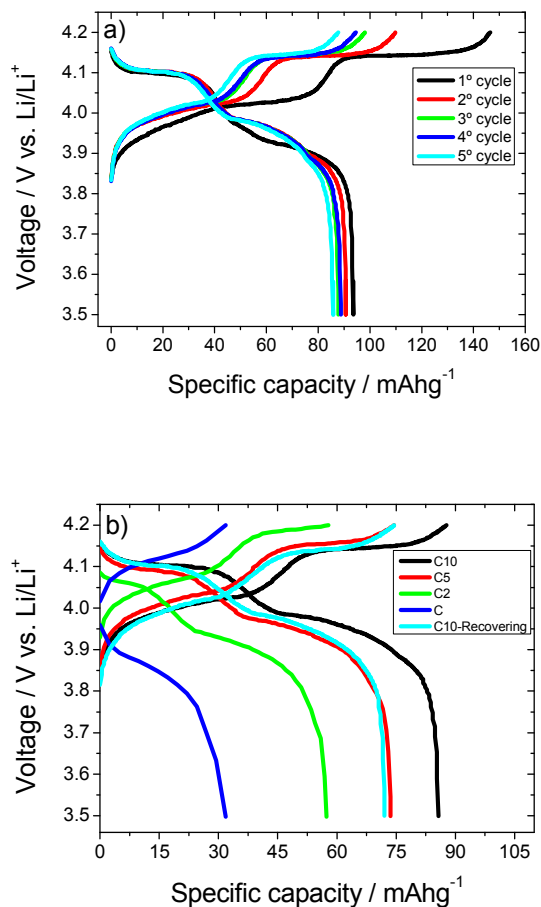 a)
4.2
4.1
4.0
3.9
3.8
3.7
3.6
3.5
Voltage / V vs. Li/Li⁺
1º cycle
2º cycle
3º cycle
4º cycle
5º cycle
0 20 40 60 80 100 120 140 160
Specific capacity / mAhg⁻¹
b)
4.2
4.1
4.0
3.9
3.8
3.7
3.6
3.5
Voltage / V vs. Li/Li⁺
C10
C5
C2
C
C10-Recovering
0 15 30 45 60 75 90 105
Specific capacity / mAhg⁻¹